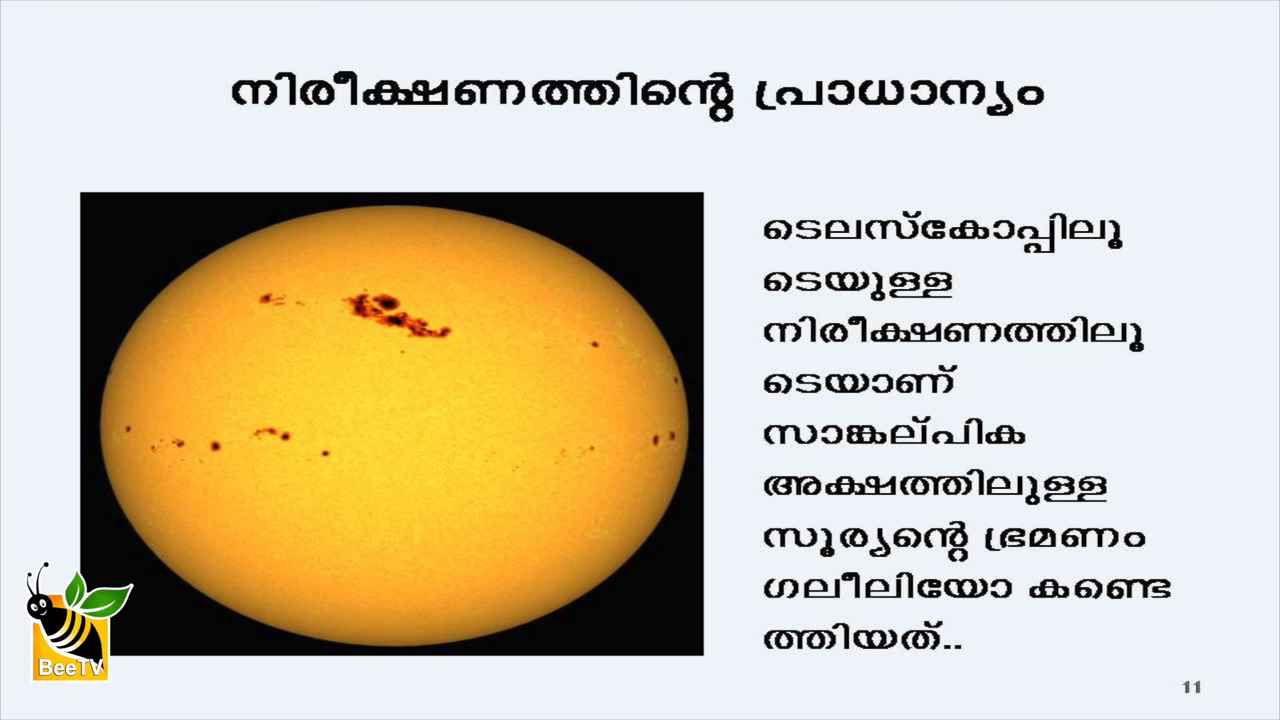 നിരീക്ഷണത്തിന്റെ പ്രാധാന്യം
ടെലസ്കോപ്പിലൂ
ടെയുള്ള
നിരീക്ഷണത്തിലൂ
ടെയാണ്
സാങ്കല്പിക
അക്ഷത്തിലുള്ള
സൂര്യന്റെ ഭ്രമണം
ഗലീലിയോ കണ്ടെ
ത്തിയത്..
BeeTV
11